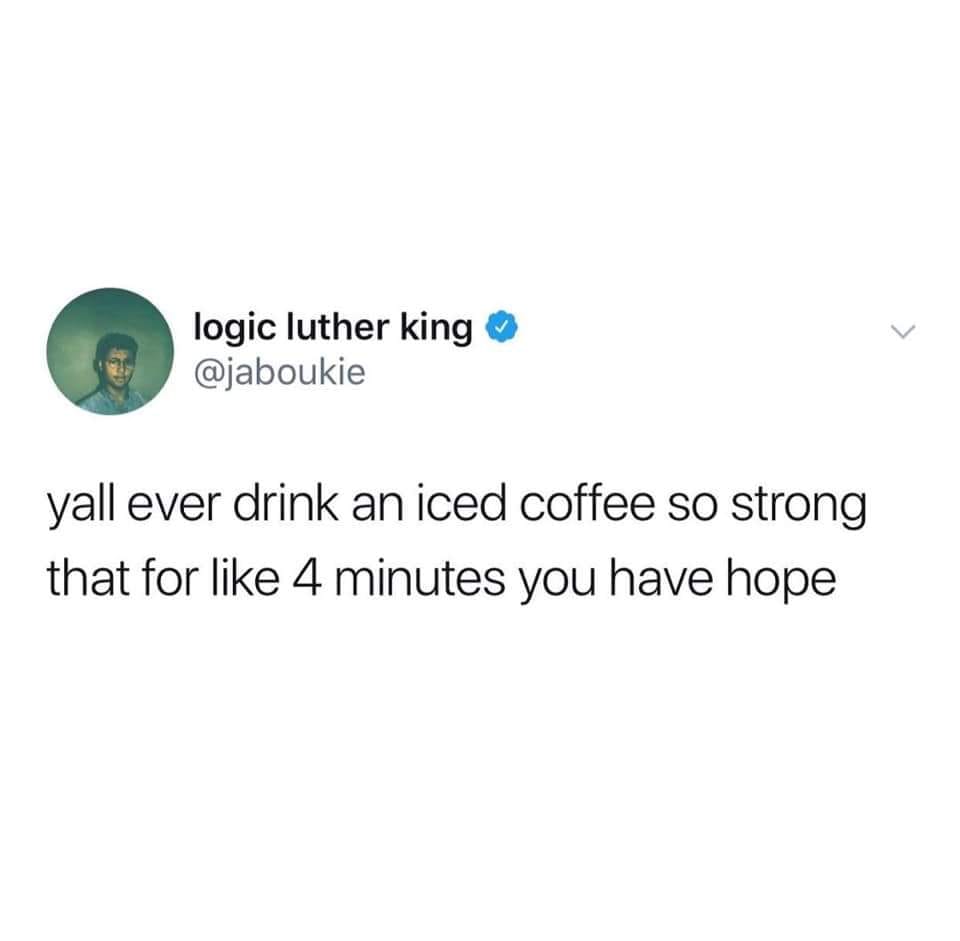 logic luther king
@jaboukie
yall ever drink an iced coffee so strong
that for like 4 minutes you have hope